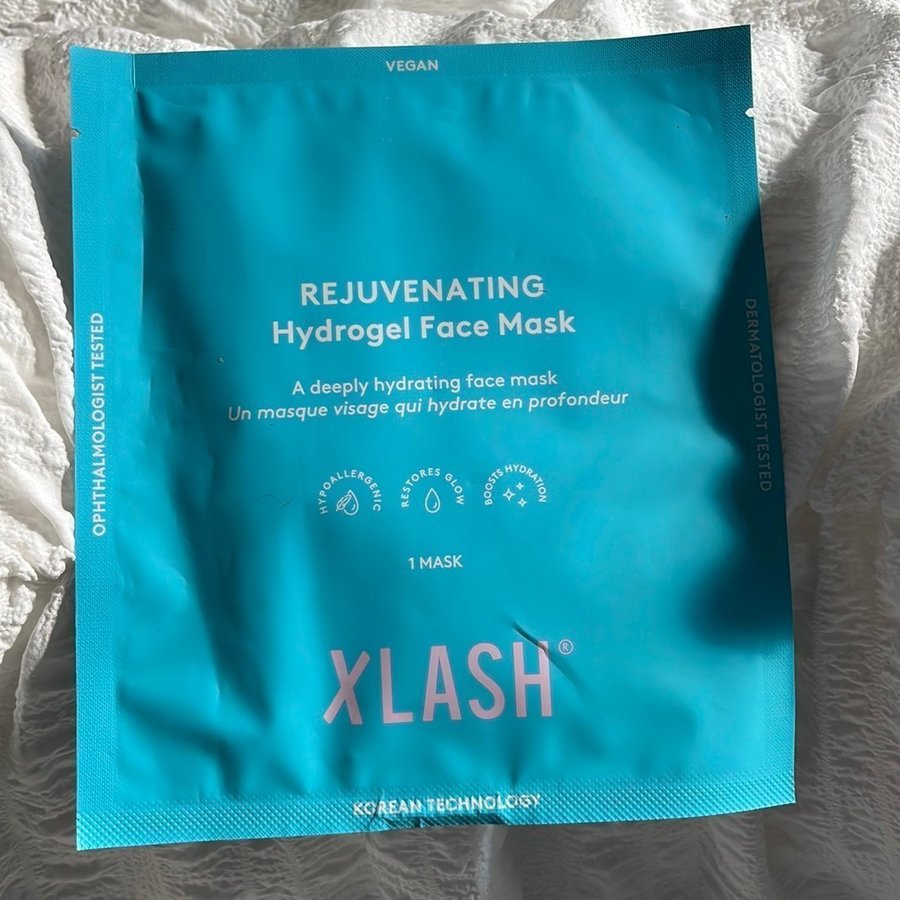 VEGAN
OPHTHALMOLOGIST TESTED
DERMATOLOGIST TESTED
REJUVENATING
Hydrogel Face Mask
A deeply hydrating face mask
Un masque visage qui hydrate en profondeur
HYPOALLERGENIC
RESTORES GLOW
BOOSTS HYDRATION
1 MASK
XLASH®
KOREAN TECHNOLOGY